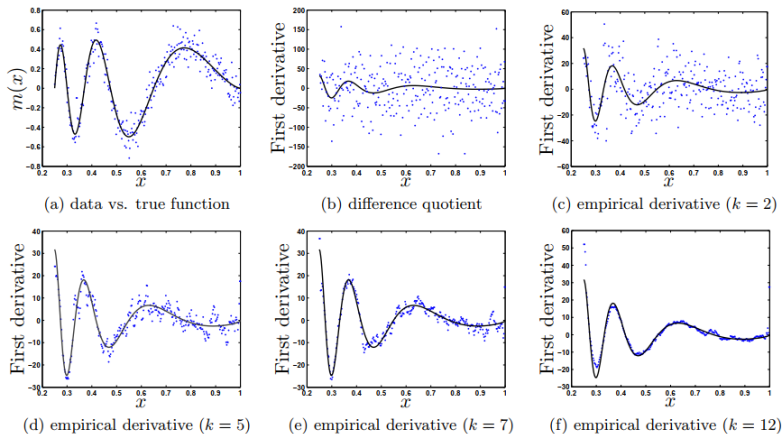 0.8
0.6
0.4
0.2
0
−0.2
−0.4
−0.6
−0.8
m(x)
0.2 0.3 0.4 0.5 0.6 0.7 0.8 0.9 1
x
(a) data vs. true function
200
150
100
50
0
−50
−100
−150
−200
First derivative
0.2 0.3 0.4 0.5 0.6 0.7 0.8 0.9 1
x
(b) difference quotient
60
40
20
0
−20
−40
−60
First derivative
0.2 0.3 0.4 0.5 0.6 0.7 0.8 0.9 1
x
(c) empirical derivative (k = 2)
40
30
20
10
0
−10
−20
−30
First derivative
0.2 0.3 0.4 0.5 0.6 0.7 0.8 0.9 1
x
(d) empirical derivative (k = 5)
40
30
20
10
0
−10
−20
−30
First derivative
0.2 0.3 0.4 0.5 0.6 0.7 0.8 0.9 1
x
(e) empirical derivative (k = 7)
60
50
40
30
20
10
0
−10
−20
−30
First derivative
0.2 0.3 0.4 0.5 0.6 0.7 0.8 0.9 1
x
(f) empirical derivative (k = 12)